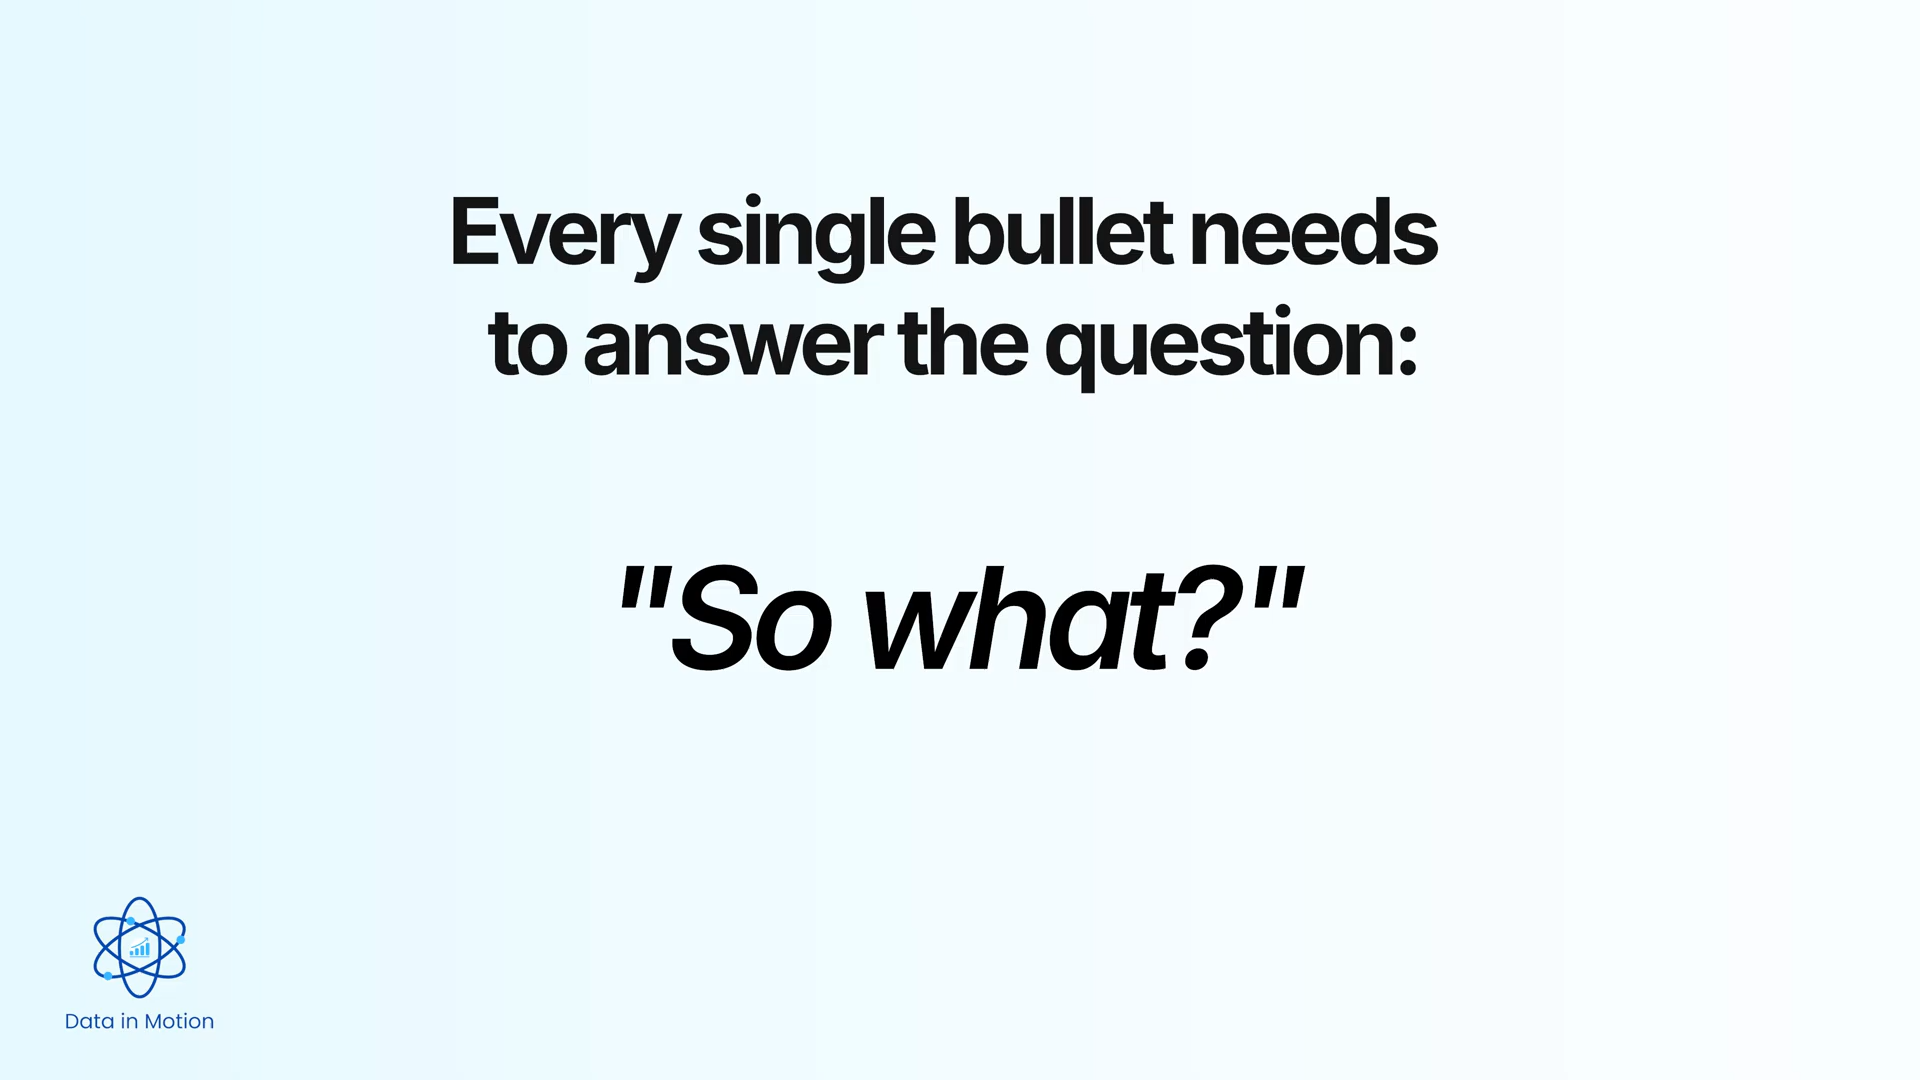 Every single bullet needs
to answer the question:
"So what?"
Data in Motion